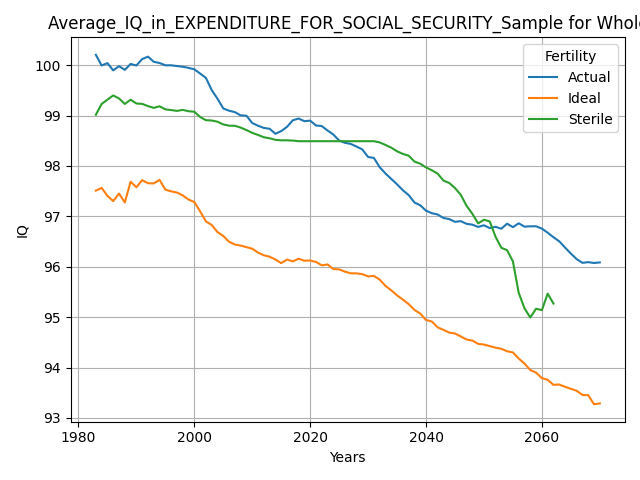 Average_IQ_in_EXPENDITURE_FOR_SOCIAL_SECURITY_Sample for Whol
Fertility
Actual
Ideal
Sterile
100
99
98
97
96
95
94
93
IQ
1980 2000 2020 2040 2060
Years